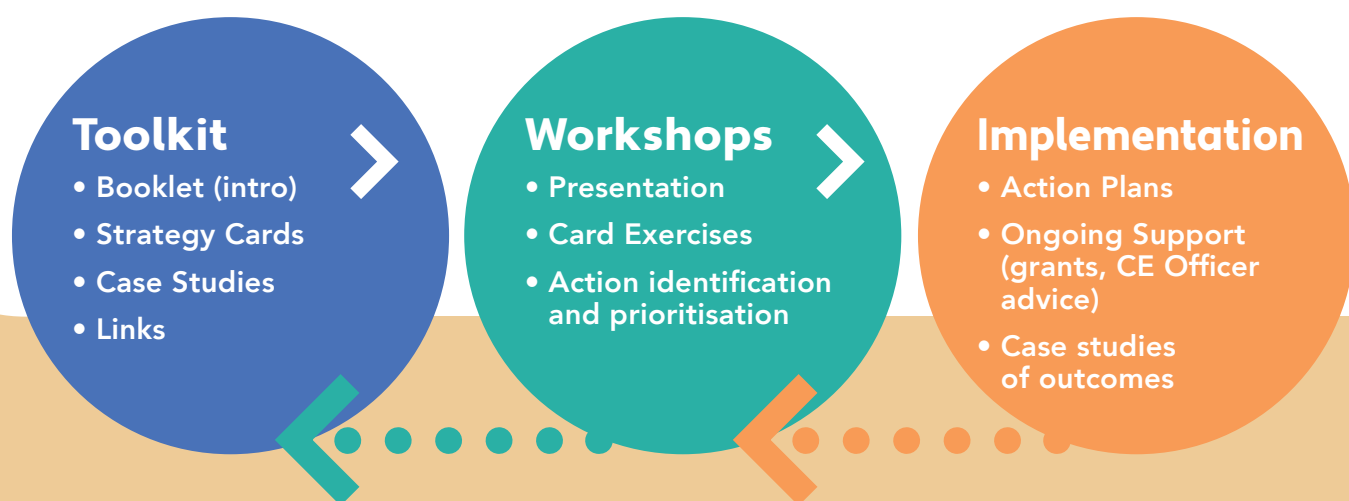 Toolkit
• Booklet (intro)
• Strategy Cards
• Case Studies
• Links
Workshops
• Presentation
• Card Exercises
• Action identification
and prioritisation
Implementation
• Action Plans
• Ongoing Support
(grants, CE Officer
advice)
• Case studies
of outcomes